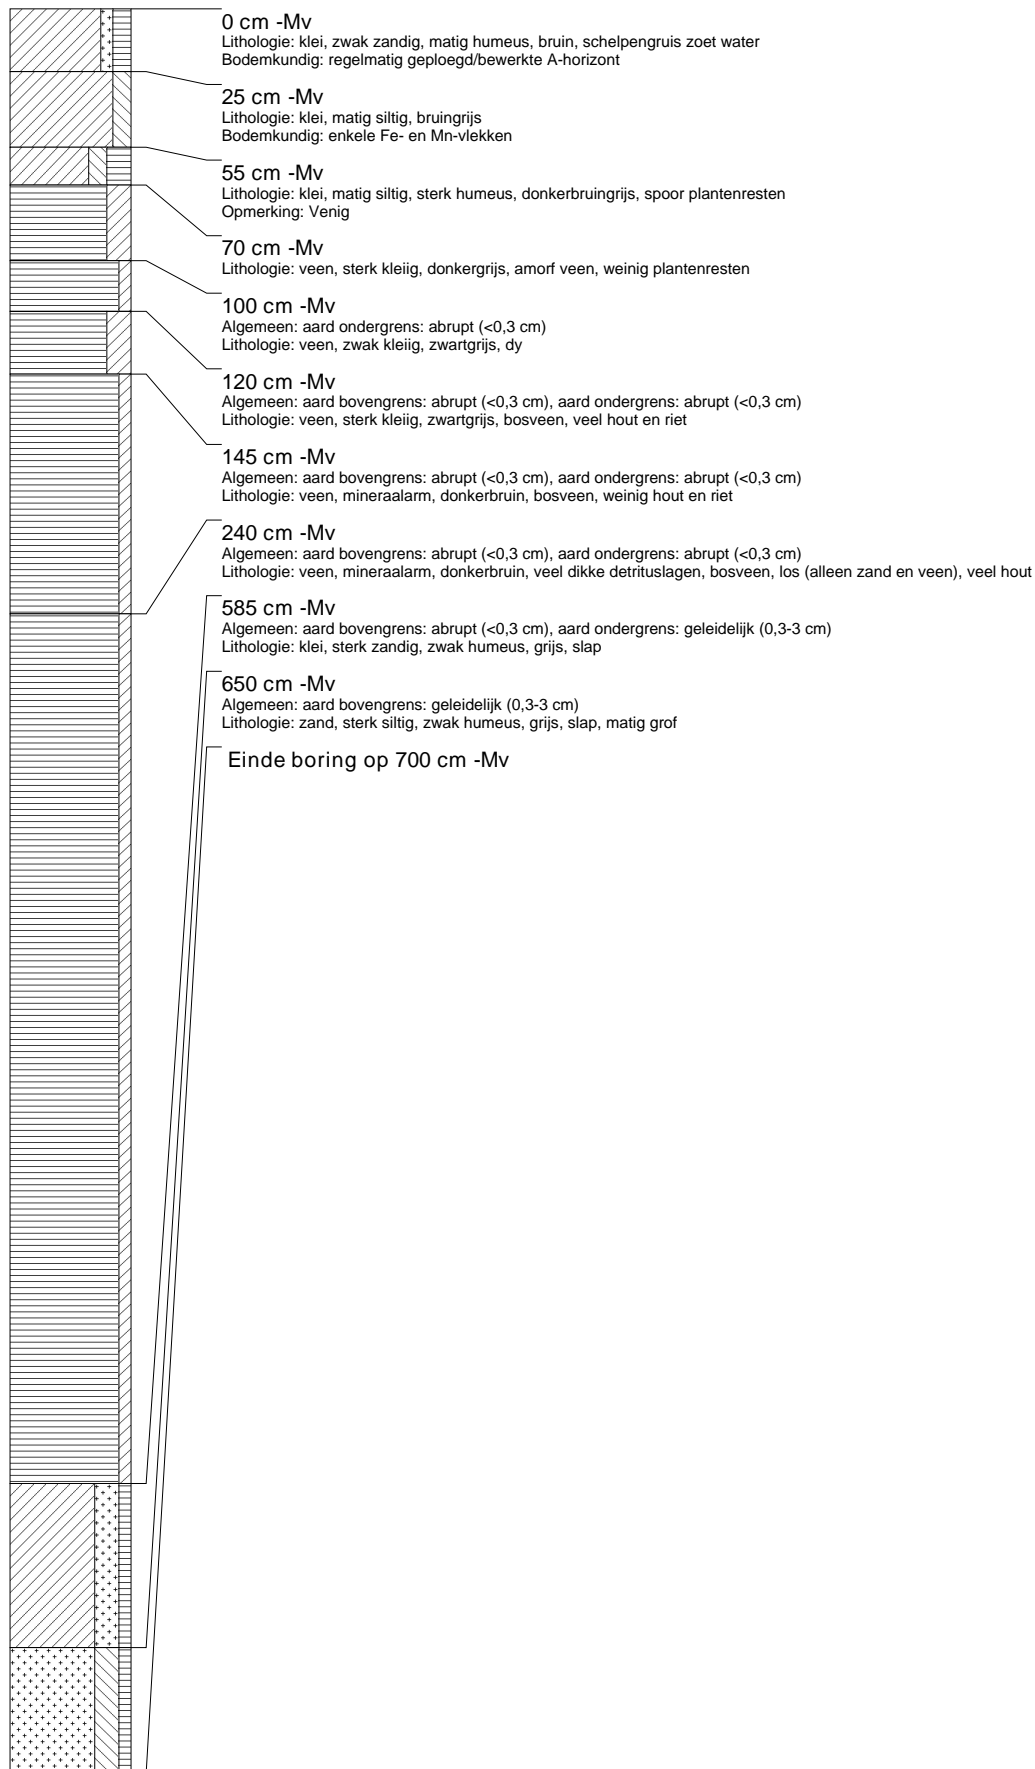 0 cm -Mv
Lithologie: klei, zwak zandig, matig humeus, bruin, schelpengruis zoet water
Bodemkundig: regelmatig geploegd/bewerkte A-horizont
25 cm -Mv
Lithologie: klei, matig siltig, bruingrijs
Bodemkundig: enkele Fe- en Mn-vlekken
55 cm -Mv
Lithologie: klei, matig siltig, sterk humeus, donkerbruingrijs, spoor plantenresten
Opmerking: Venig
70 cm -Mv
Lithologie: veen, sterk kleiig, donkergrijs, amorf veen, weinig plantenresten
100 cm -Mv
Algemeen: aard ondergrens: abrupt (<0,3 cm)
Lithologie: veen, zwak kleiig, zwartgrijs, dy
120 cm -Mv
Algemeen: aard bovengrens: abrupt (<0,3 cm), aard ondergrens: abrupt (<0,3 cm)
Lithologie: veen, sterk kleiig, zwartgrijs, bosveen, veel hout en riet
145 cm -Mv
Algemeen: aard bovengrens: abrupt (<0,3 cm), aard ondergrens: abrupt (<0,3 cm)
Lithologie: veen, mineraalarm, donkerbruin, bosveen, weinig hout en riet
240 cm -Mv
Algemeen: aard bovengrens: abrupt (<0,3 cm), aard ondergrens: abrupt (<0,3 cm)
Lithologie: veen, mineraalarm, donkerbruin, veel dikke detrituslagen, bosveen, los (alleen zand en veen), veel hout
585 cm -Mv
Algemeen: aard bovengrens: abrupt (<0,3 cm), aard ondergrens: geleidelijk (0,3-3 cm)
Lithologie: klei, sterk zandig, zwak humeus, grijs, slap
650 cm -Mv
Algemeen: aard bovengrens: geleidelijk (0,3-3 cm)
Lithologie: zand, sterk siltig, zwak humeus, grijs, slap, matig grof
Einde boring op 700 cm -Mv